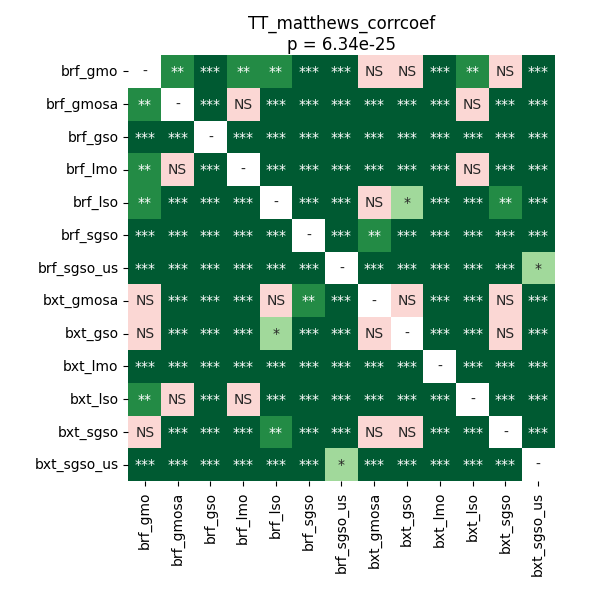 TT_matthews_corrcoef
p = 6.34e-25
brf_gmo - ** *** ** ** *** *** NS NS *** ** NS ***
brf_gmosa ** - *** NS *** *** *** *** *** *** NS *** ***
brf_gso *** *** - *** *** *** *** *** *** *** *** *** ***
brf_lmo ** NS *** - *** *** *** *** *** *** NS *** ***
brf_lso ** *** *** *** - *** *** NS * *** *** ** ***
brf_sgso *** *** *** *** *** - *** ** *** *** *** *** ***
brf_sgso_us *** *** *** *** *** *** - *** *** *** *** *** *
bxt_gmosa NS *** *** *** NS ** *** - NS *** *** NS ***
bxt_gso NS *** *** *** * *** *** NS - *** *** NS ***
bxt_lmo *** *** *** *** *** *** *** *** *** - *** *** ***
bxt_lso ** NS *** NS *** *** *** *** *** *** - *** ***
bxt_sgso NS *** *** *** ** *** *** NS NS *** *** - ***
bxt_sgso_us *** *** *** *** *** *** * *** *** *** *** *** -
brf_gmo
brf_gmosa
brf_gso
brf_lmo
brf_lso
brf_sgso
brf_sgso_us
bxt_gmosa
bxt_gso
bxt_lmo
bxt_lso
bxt_sgso
bxt_sgso_us